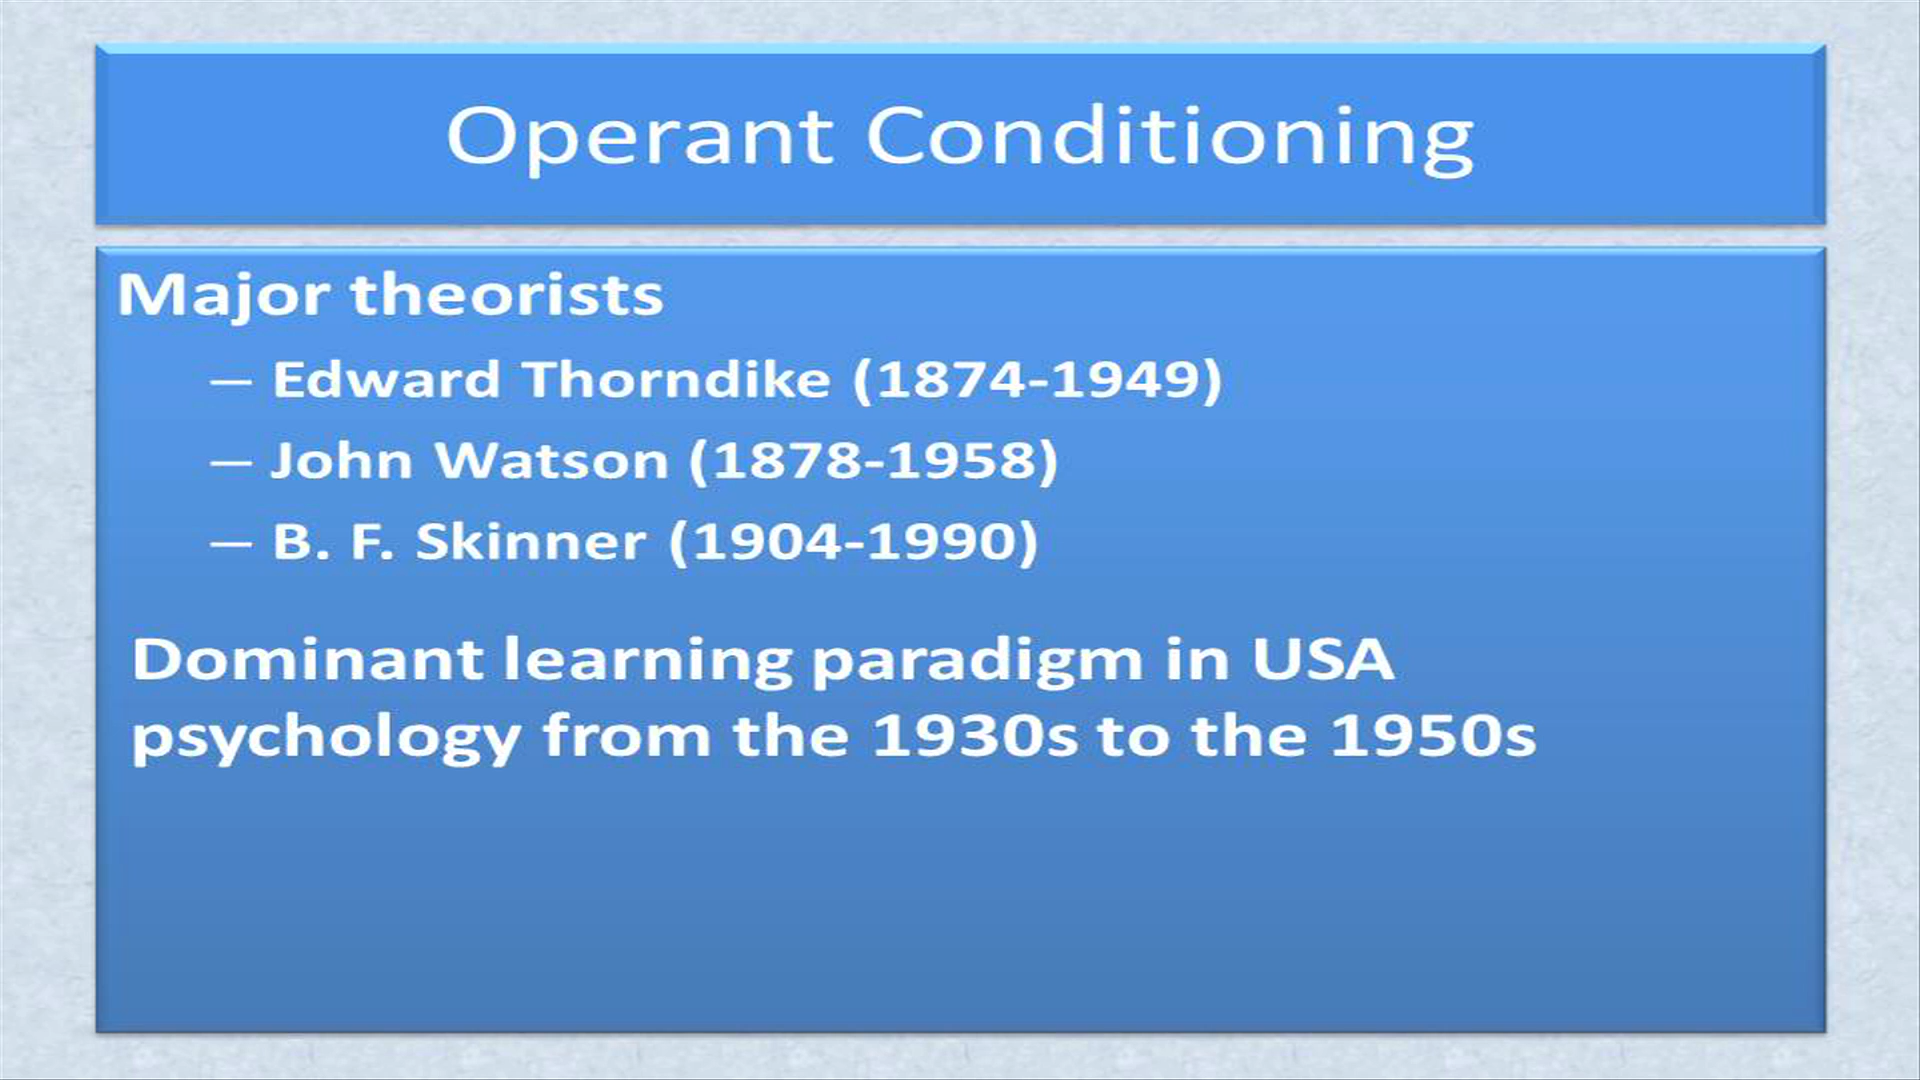 Operant Conditioning
Major theorists
– Edward Thorndike (1874-1949)
– John Watson (1878-1958)
– B. F. Skinner (1904-1990)
Dominant learning paradigm in USA
psychology from the 1930s to the 1950s